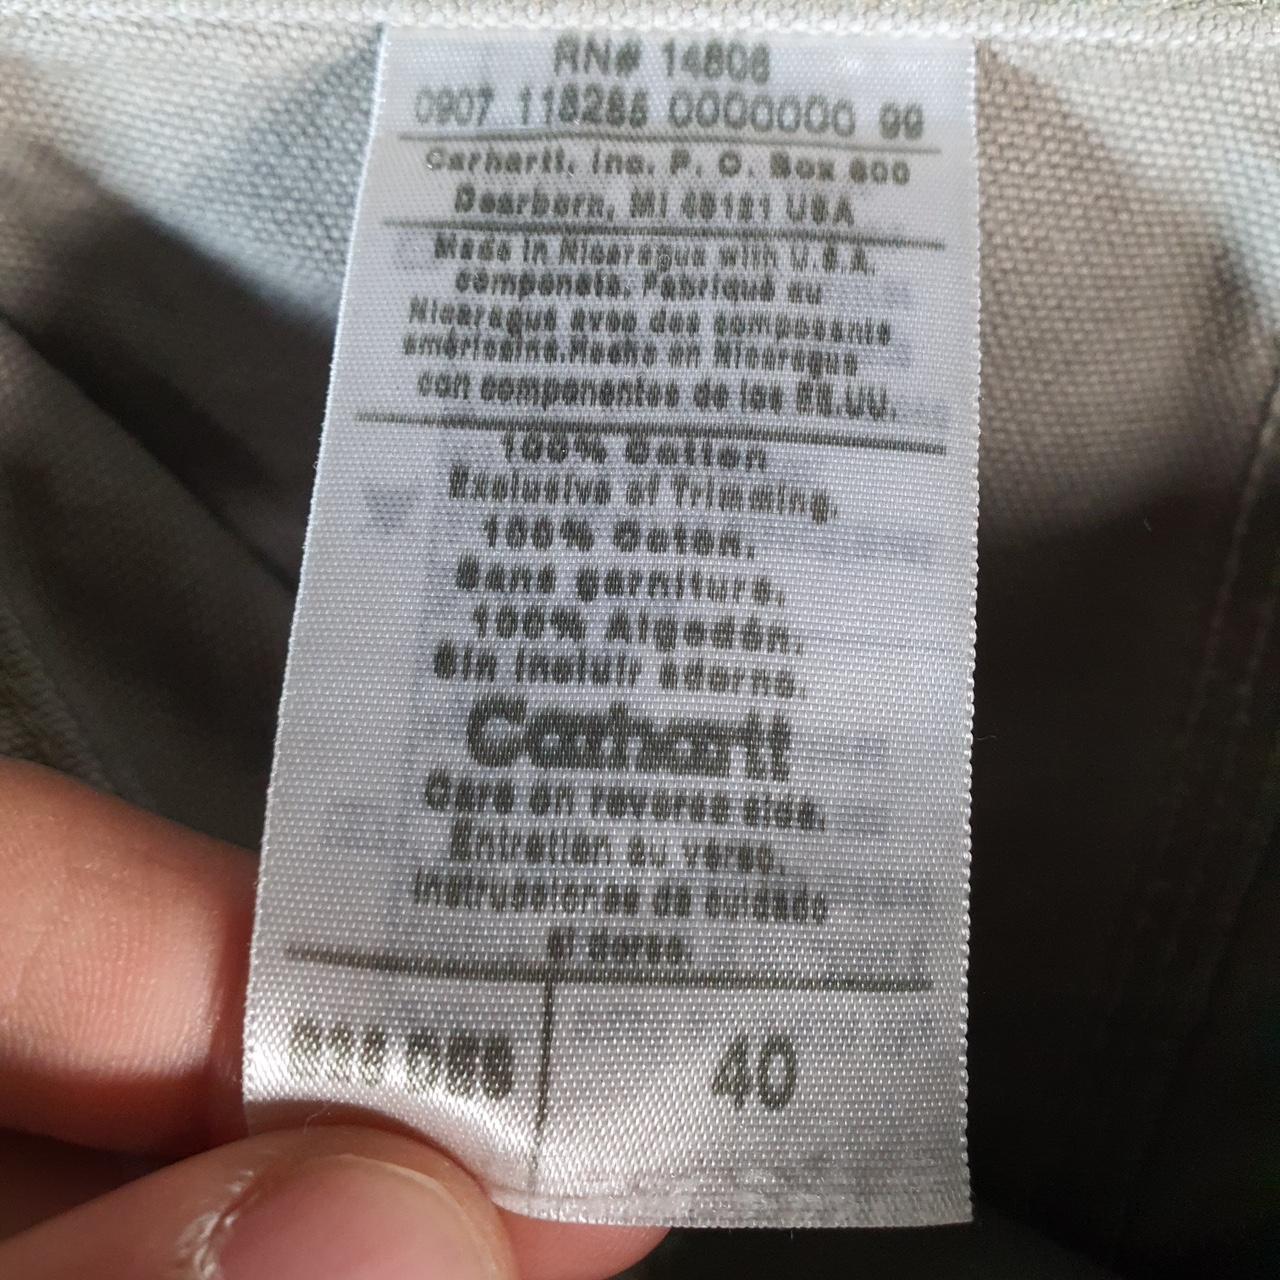 RN# 14806
0907 118285 0000000 99
Carhartt, Inc. P. O. Box 600
Dearborn, MI 48121 USA
Made in Nicaragua with U.S.A.
componets. Fabriqué au
Nicaragua avec des composants
américains.Hecho en Nicaragua
con componentes de los EE.UU.
100% Cotton
Exclusive of Trimming.
100% Coton.
Sans garniture.
100% Algodón.
Sin incluir adorno.
Carhartt
Care on reverse side.
Entretien au verso.
Instrucciones de cuidado
al dorso.
40